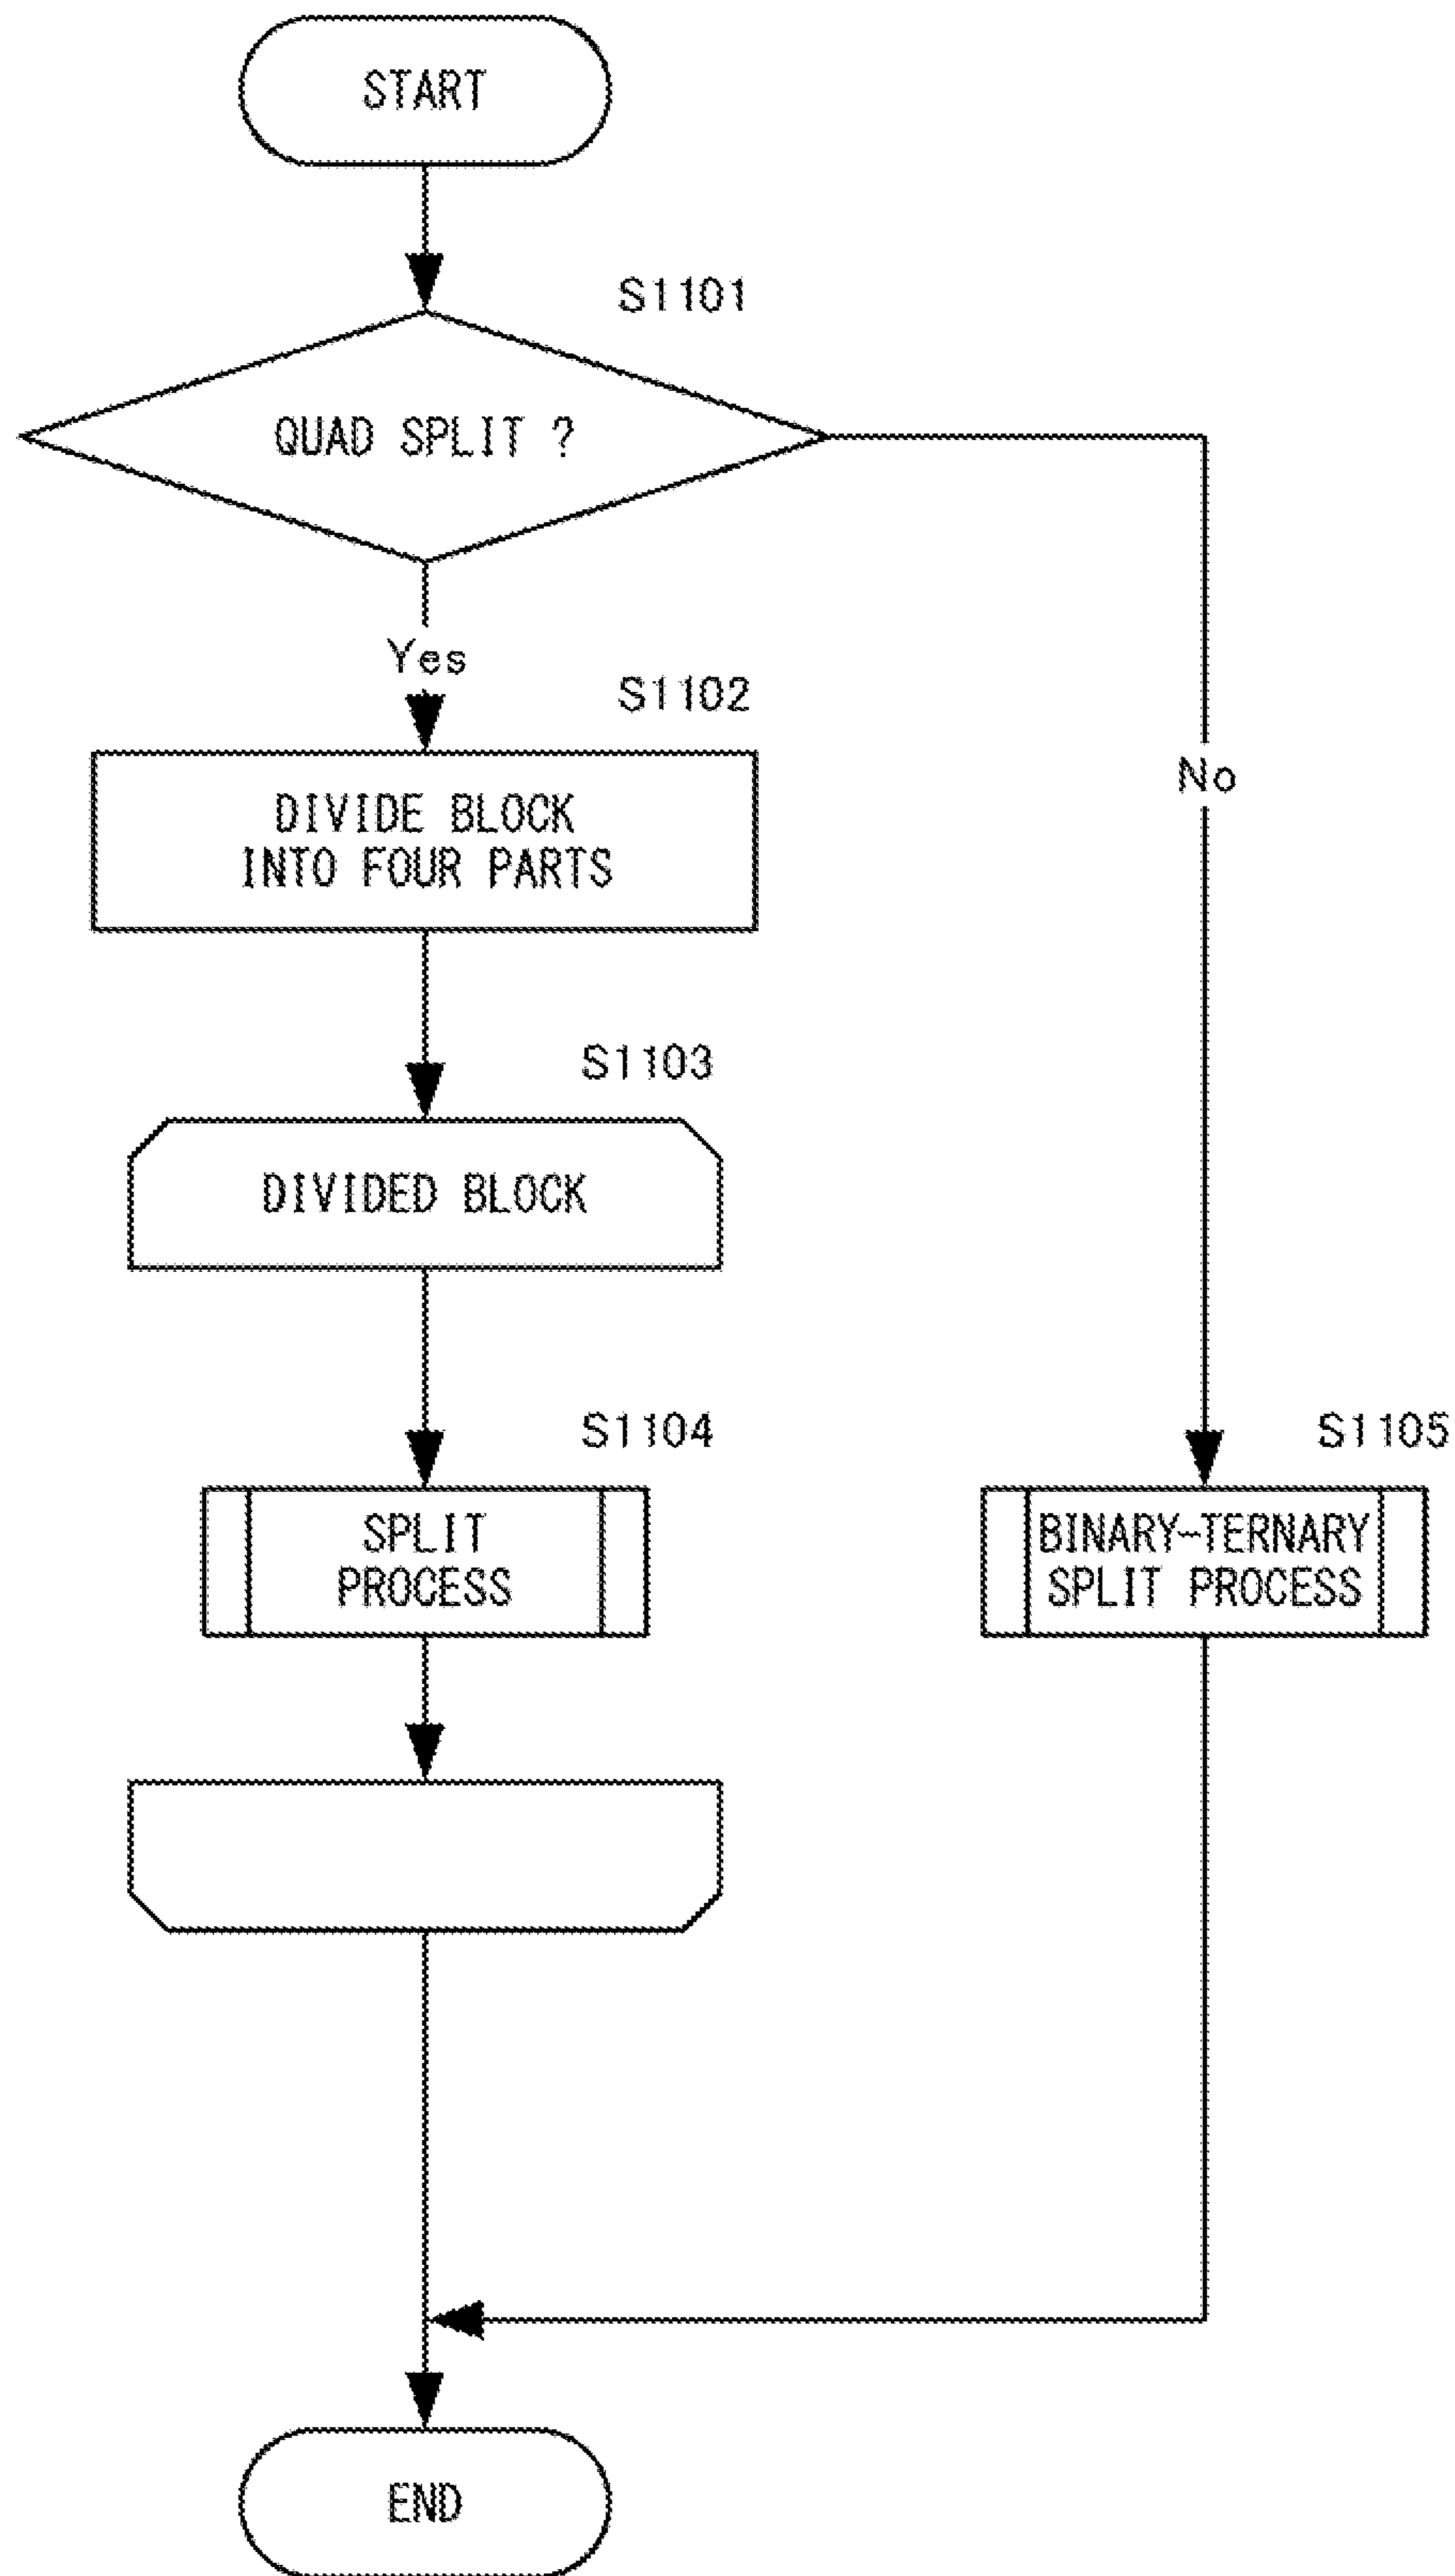 START
S1101
QUAD SPLIT ?
Yes
No
S1102
DIVIDE BLOCK
INTO FOUR PARTS
S1103
DIVIDED BLOCK
S1104
SPLIT
PROCESS
S1105
BINARY-TERNARY
SPLIT PROCESS
END